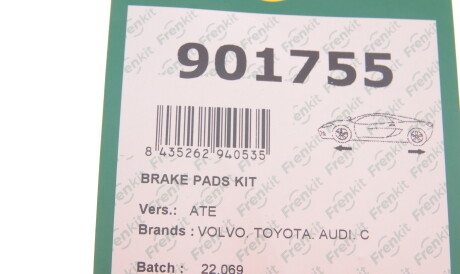 901755
8 435262 940535
BRAKE PADS KIT
Vers.: ATE
Brands : VOLVO, TOYOTA, AUDI, C
Batch : 22.069